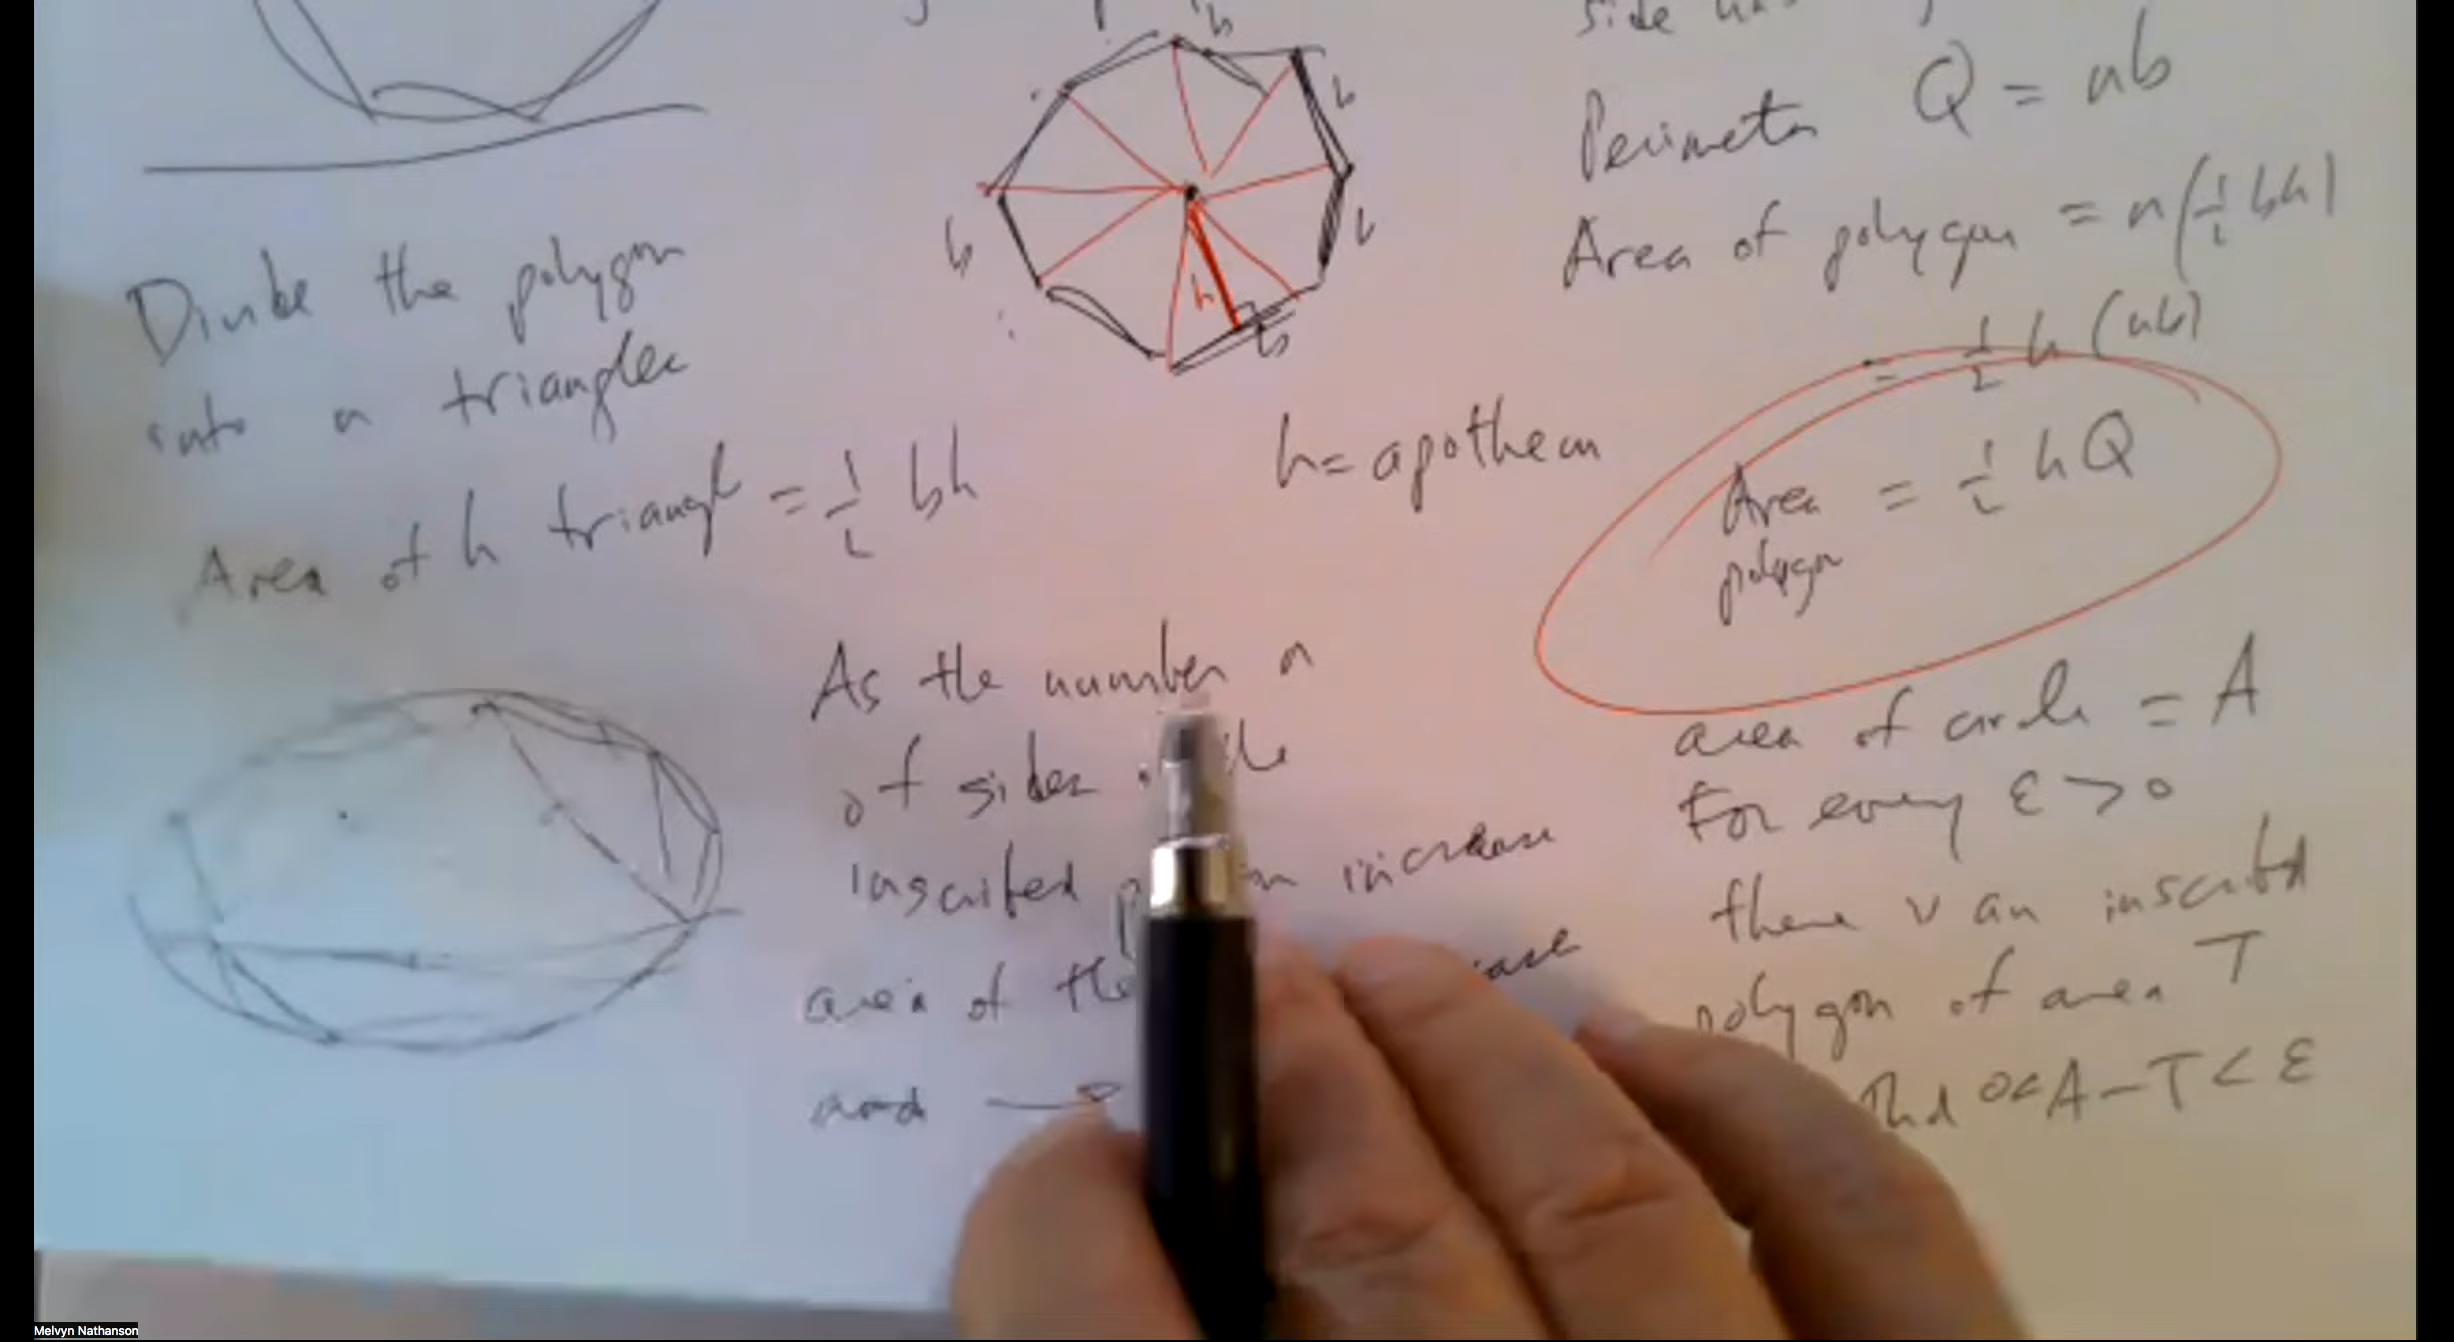 Perimeter Q = nb
Area of polygon = n(1/2 bh)
= 1/2 h (nb)
Area polygon = 1/2 h Q
b
b
b
b
b
h
h = apothem
Divide the polygon
into n triangles
Area of h triangl = 1/2 bh
As the number n
of sides
inscribed increase
area of the
and →
area of circle = A
For every ε > 0
there is an inscribed
polygon of area T
0 < A - T < ε
Melvyn Nathanson